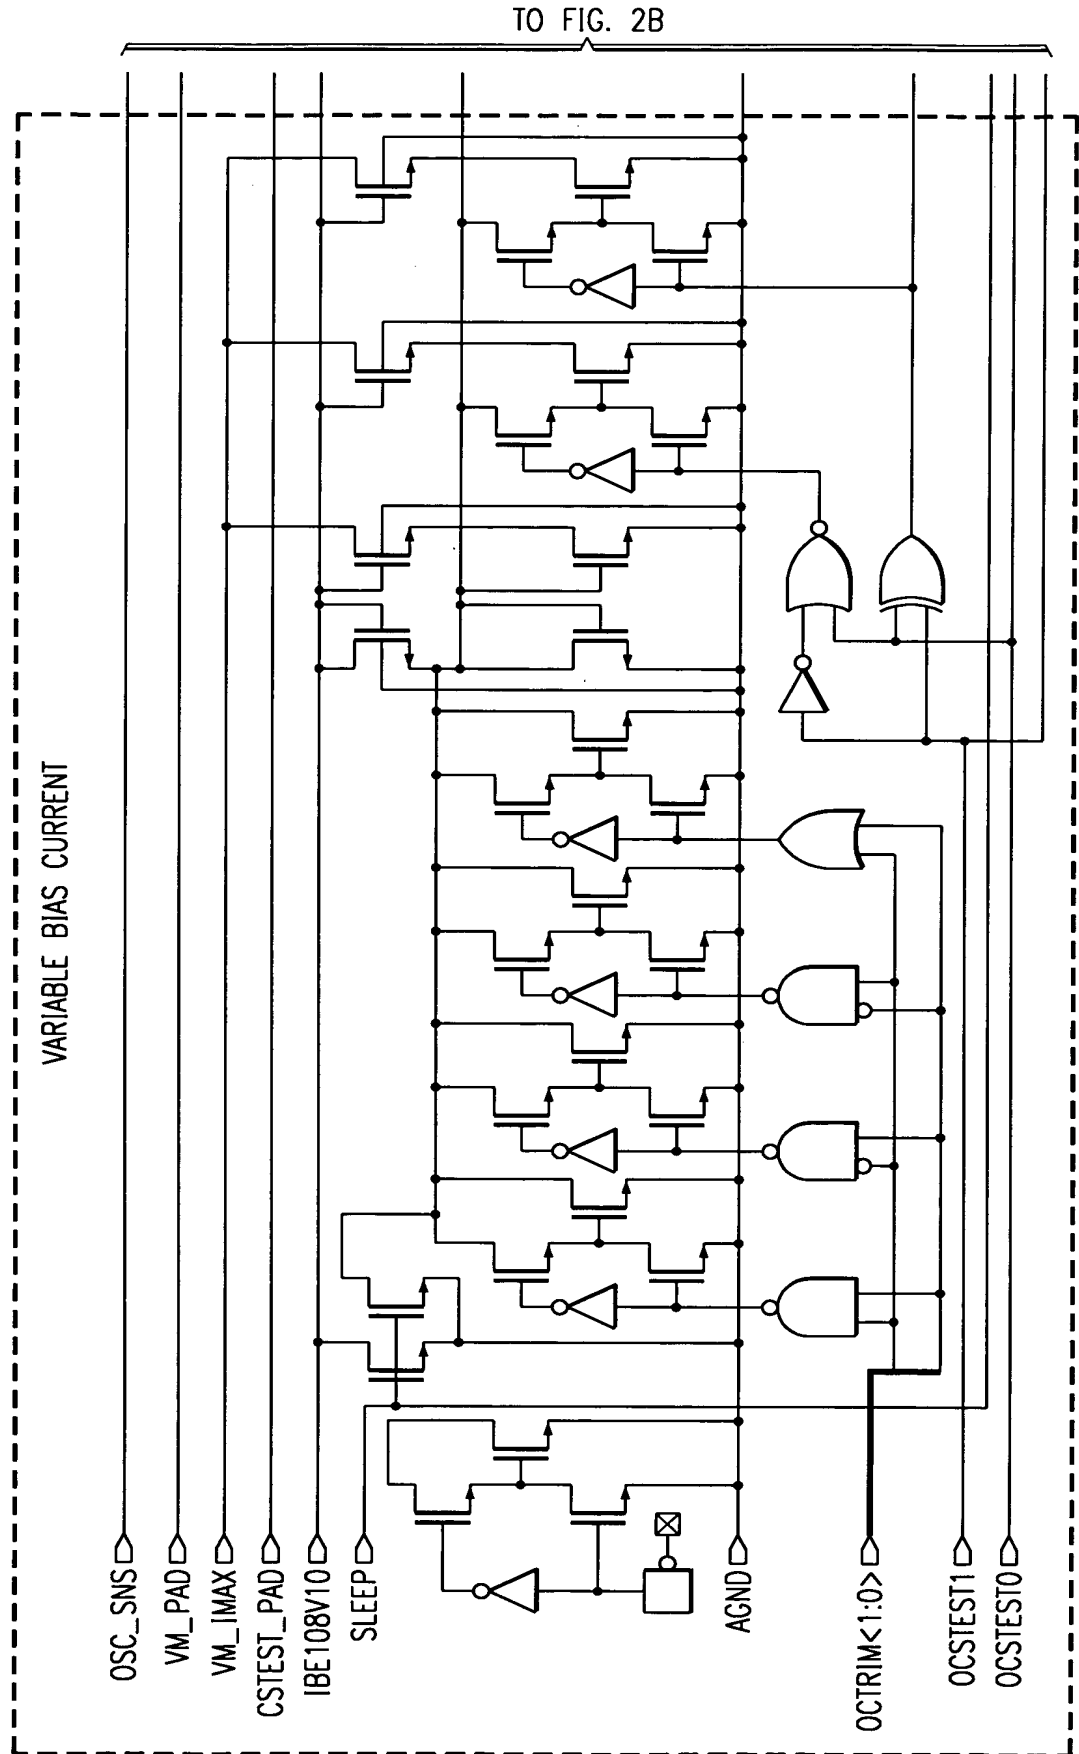 TO FIG. 2B
VARIABLE BIAS CURRENT
OSC_SNS
VM_PAD
VM_IMAX
CSTEST_PAD
IBE108V10
SLEEP
AGND
OCTRIM<1:0>
OCSTEST1
OCSTEST0